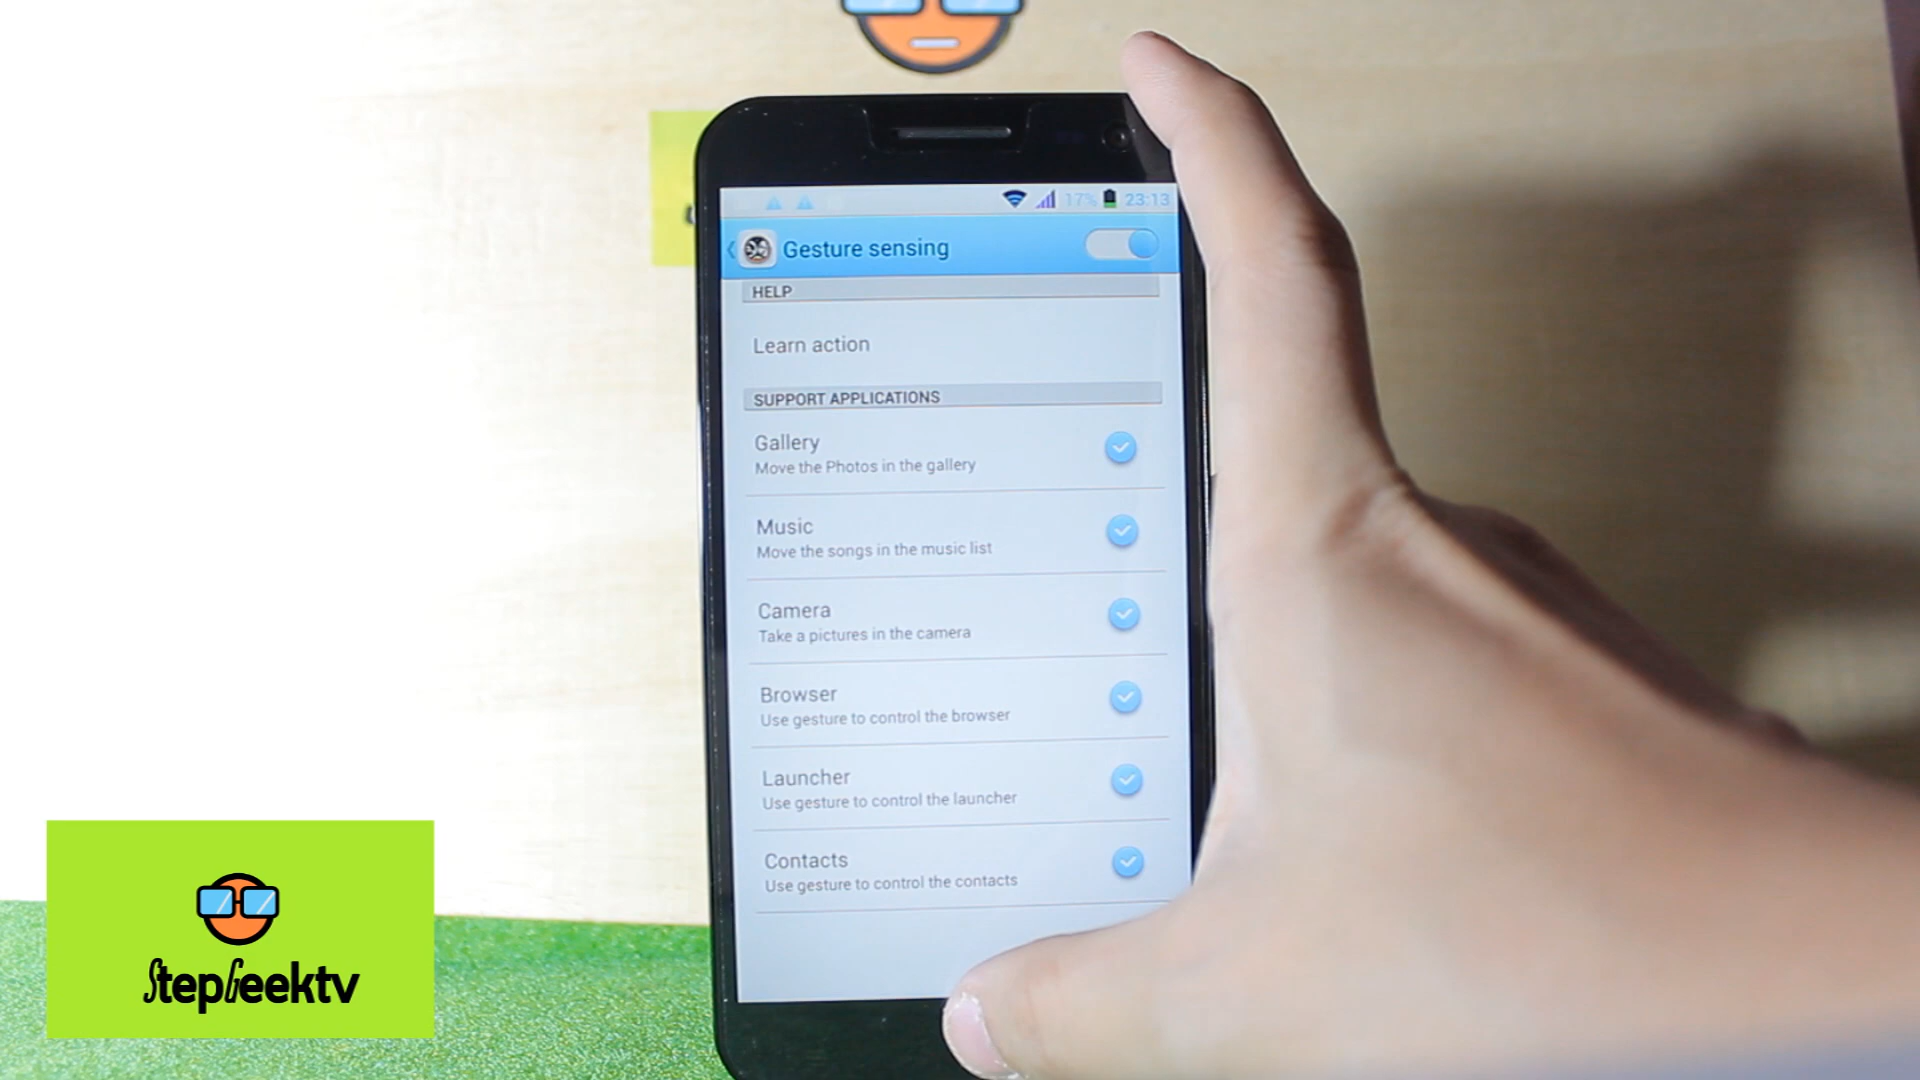 17% 23:13
Gesture sensing
HELP
Learn action
SUPPORT APPLICATIONS
Gallery
Move the Photos in the gallery
Music
Move the songs in the music list
Camera
Take a pictures in the camera
Browser
Use gesture to control the browser
Launcher
Use gesture to control the launcher
Contacts
Use gesture to control the contacts
StepGeektv